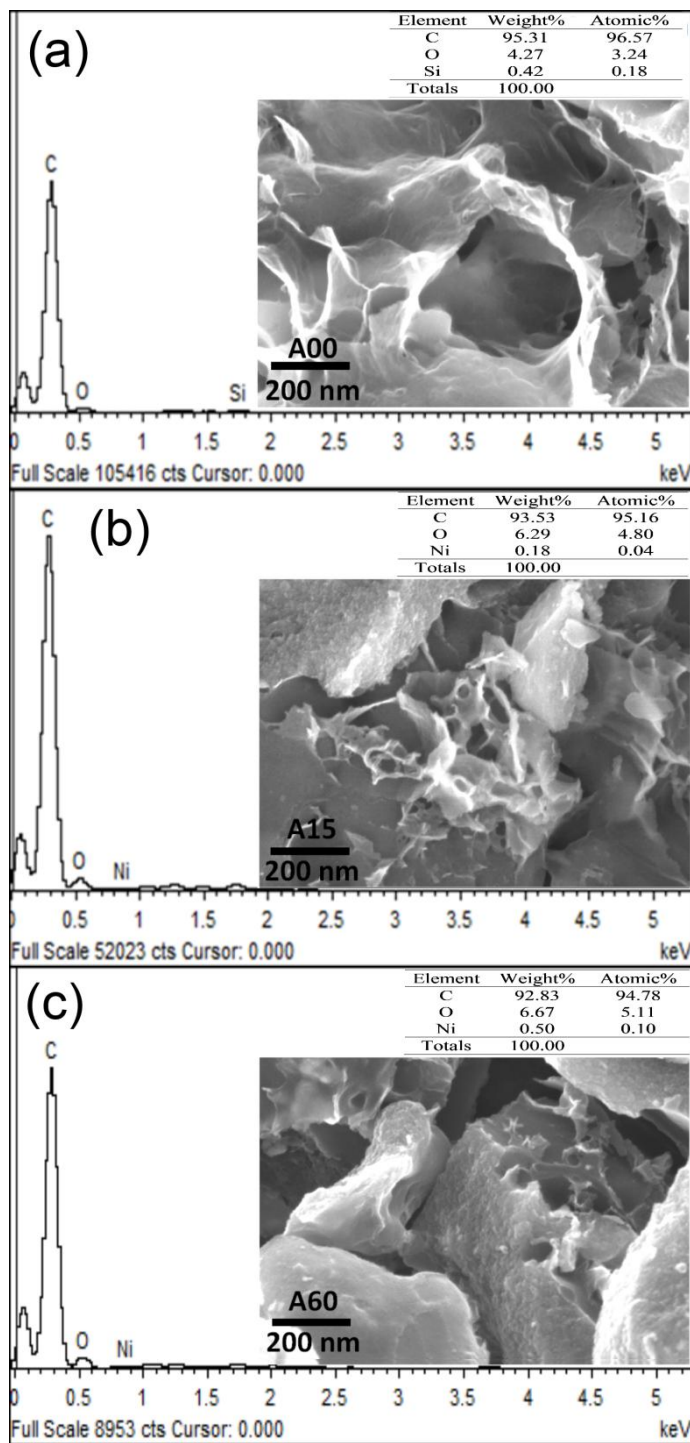 (a)
Element Weight% Atomic%
C 95.31 96.57
O 4.27 3.24
Si 0.42 0.18
Totals 100.00
C
O
Si
A00
200 nm
0 0.5 1 1.5 2 2.5 3 3.5 4 4.5 5
Full Scale 105416 cts Cursor: 0.000 keV
(b)
Element Weight% Atomic%
C 93.53 95.16
O 6.29 4.80
Ni 0.18 0.04
Totals 100.00
C
O
Ni
A15
200 nm
0 0.5 1 1.5 2 2.5 3 3.5 4 4.5 5
Full Scale 52023 cts Cursor: 0.000 keV
(c)
Element Weight% Atomic%
C 92.83 94.78
O 6.67 5.11
Ni 0.50 0.10
Totals 100.00
C
O
Ni
A60
200 nm
0 0.5 1 1.5 2 2.5 3 3.5 4 4.5 5
Full Scale 8953 cts Cursor: 0.000 keV